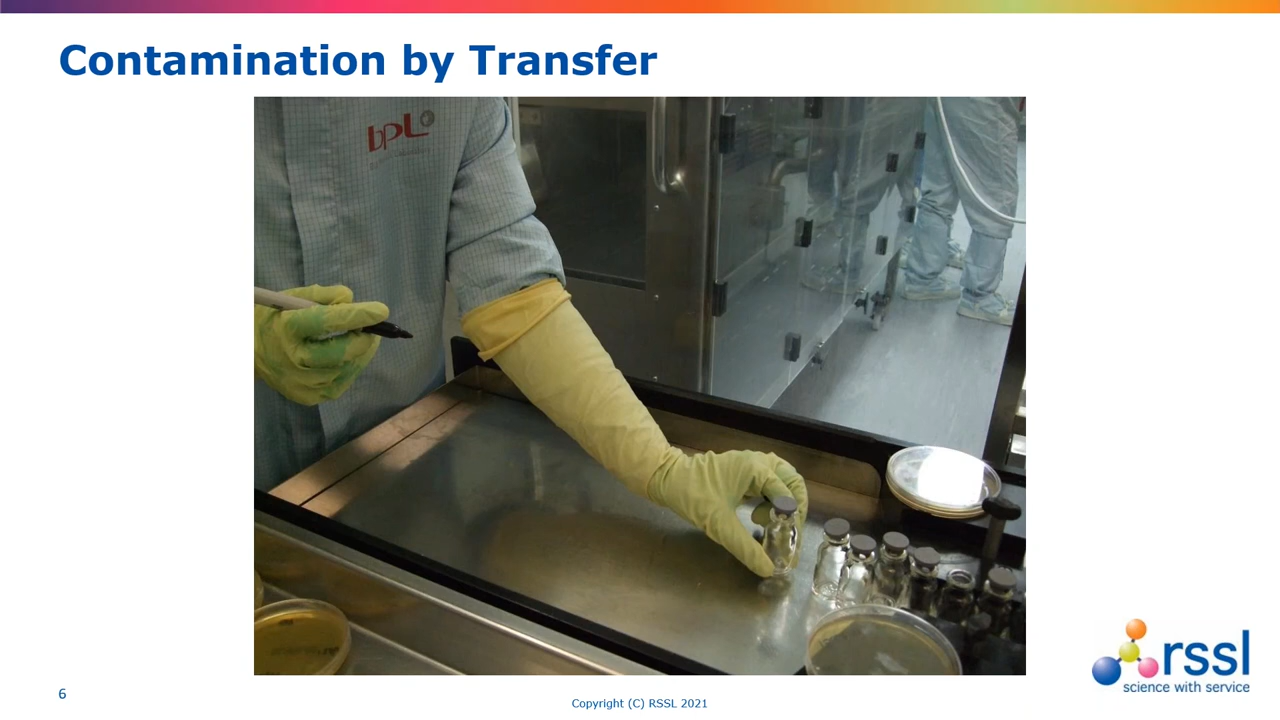 Contamination by Transfer
bpL
6
Copyright (C) RSSL 2021
rssl
science with service